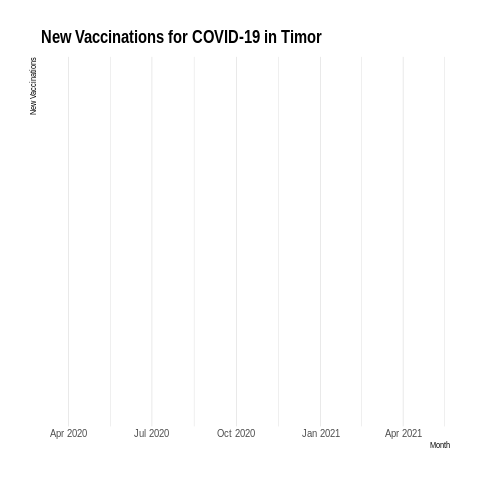 New Vaccinations for COVID-19 in Timor
New Vaccinations
Apr 2020 Jul 2020 Oct 2020 Jan 2021 Apr 2021
Month